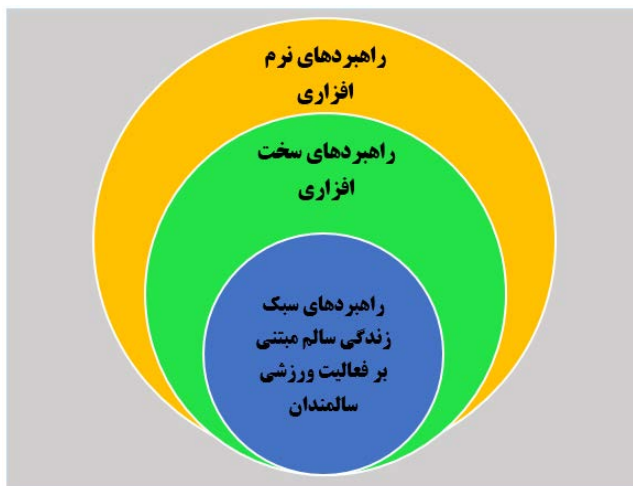 راهبردهای نرم
افزاری
راهبردهای سخت
افزاری
راهبردهای سبک
زندگی سالم مبتنی
بر فعالیت ورزشی
سالمندان